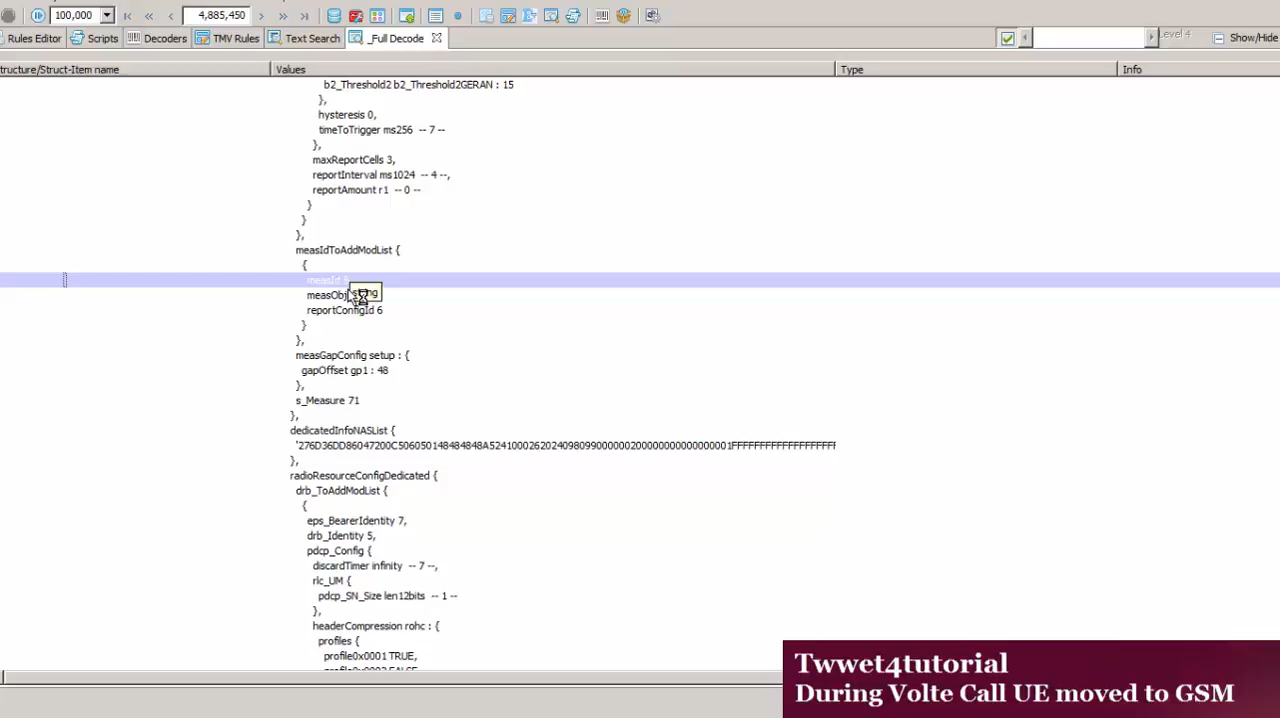 100,000
4,885,450
Rules Editor
Scripts
Decoders
TMV Rules
Text Search
_Full Decode
Level 4
Show/Hide
tructure/Struct-Item name
Values
Type
Info
b2_Threshold2 b2_Threshold2GERAN : 15
},
hysteresis 0,
timeToTrigger ms256 -- 7 --
},
maxReportCells 3,
reportInterval ms1024 -- 4 --,
reportAmount r1 -- 0 --
}
}
},
measIdToAddModList {
{
measId
measObj
reportConfigId 6
}
},
measGapConfig setup : {
gapOffset gp1 : 48
},
s_Measure 71
},
dedicatedInfoNASList {
},
radioResourceConfigDedicated {
drb_ToAddModList {
{
eps_BearerIdentity 7,
drb_Identity 5,
pdcp_Config {
discardTimer infinity -- 7 --,
rlc_UM {
pdcp_SN_Size len12bits -- 1 --
},
headerCompression rohc : {
profiles {
profile0x0001 TRUE,
Twwet4tutorial
During Volte Call UE moved to GSM